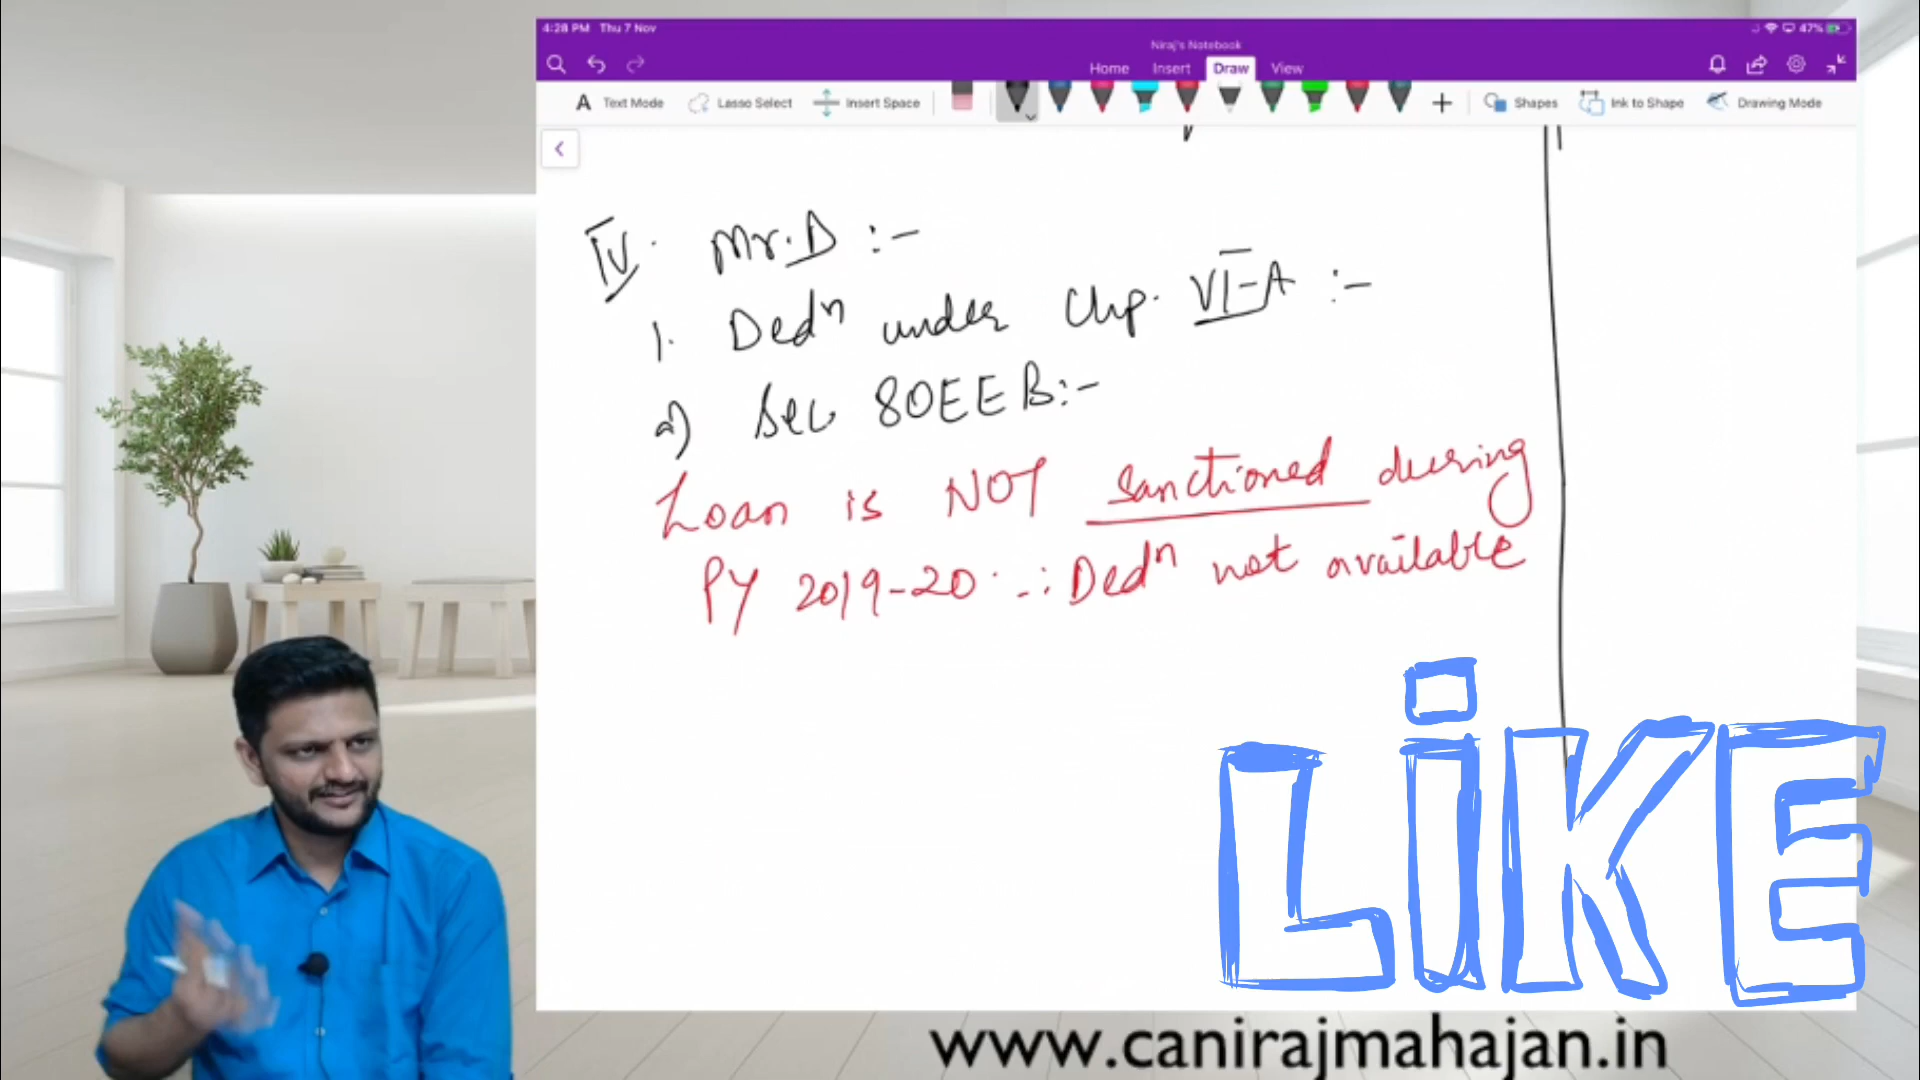 4:28 PM Thu 7 Nov
47%
Niraj's Notebook
Home Insert Draw View
A Text Mode Lasso Select Insert Space Shapes Ink to Shape Drawing Mode
IV. Mr. D :-
1. Dedⁿ under Chp. VI-A :-
a) Sec 80EEB:-
Loan is NOT sanctioned during
PY 2019-20 ∴ Dedⁿ not available
LiKE
www.canirajmahajan.in